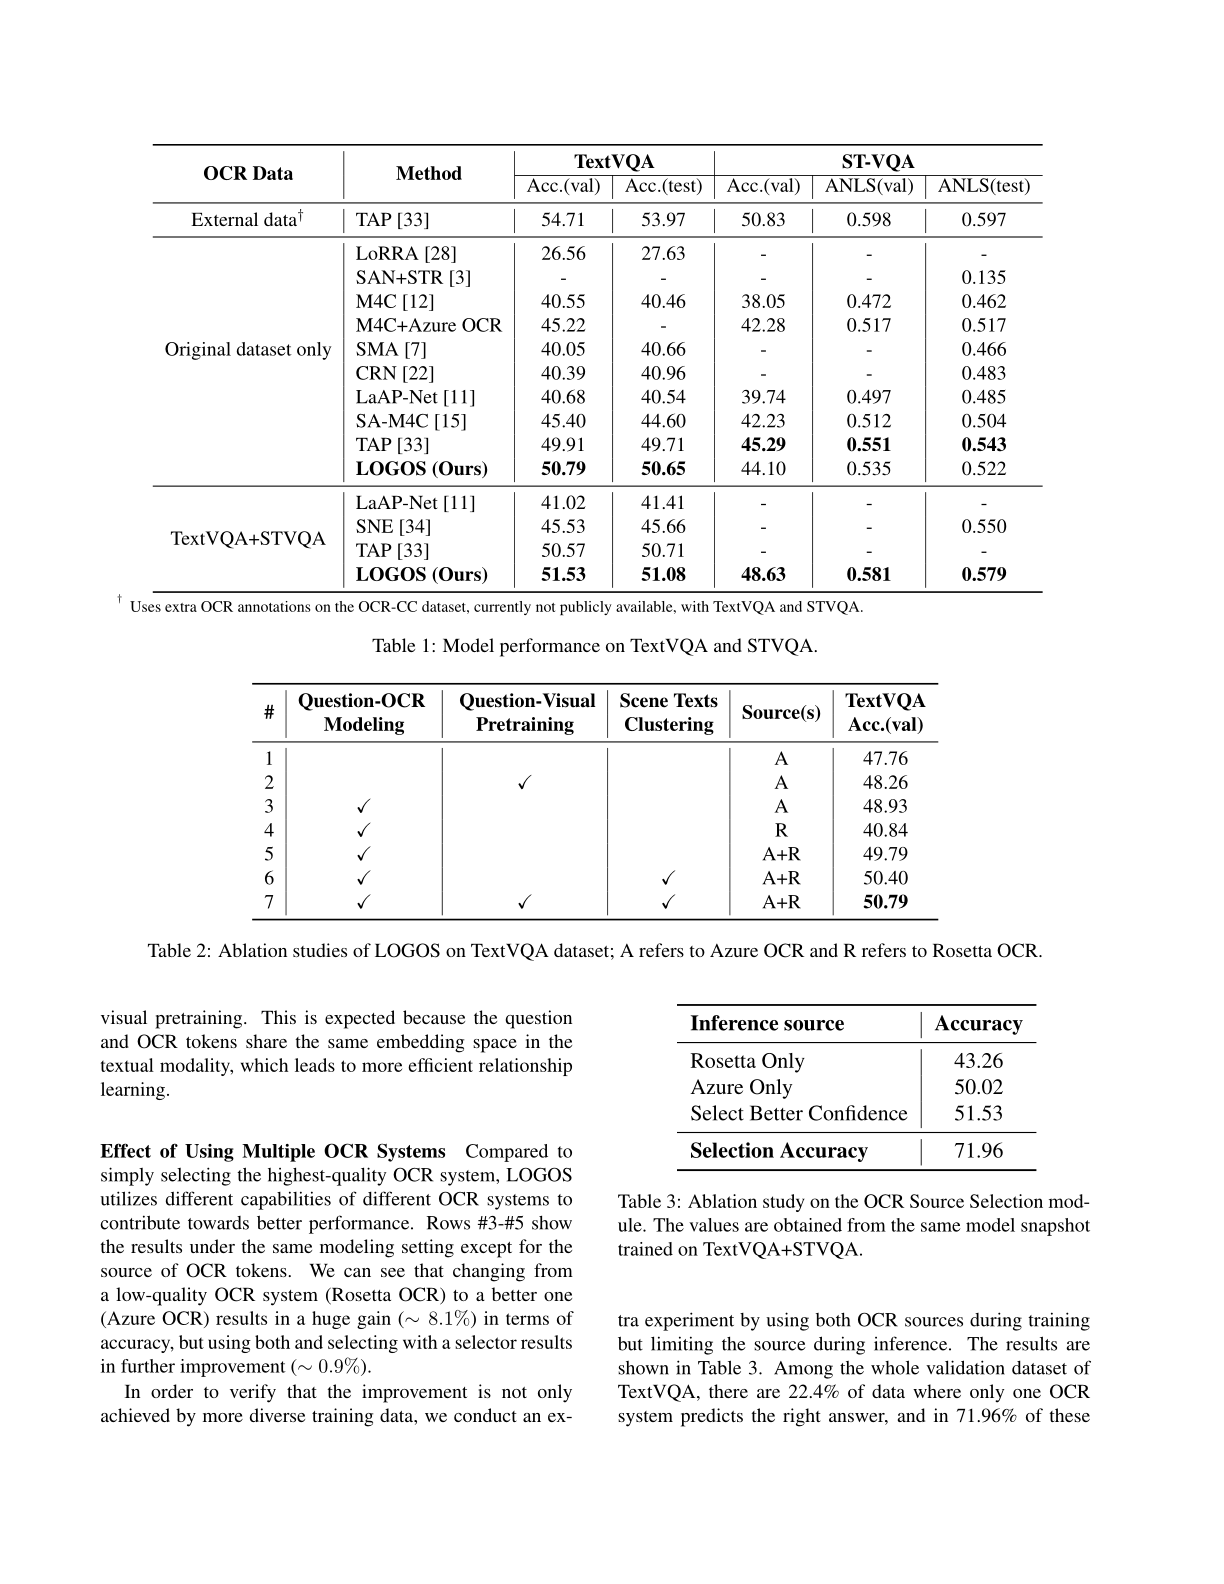 OCR Data Method TextVQA ST-VQA
Acc.(val) Acc.(test) Acc.(val) ANLS(val) ANLS(test)
External data† TAP [33] 54.71 53.97 50.83 0.598 0.597
LoRRA [28] 26.56 27.63 - - -
SAN+STR [3] - - - - 0.135
M4C [12] 40.55 40.46 38.05 0.472 0.462
M4C+Azure OCR 45.22 - 42.28 0.517 0.517
Original dataset only SMA [7] 40.05 40.66 - - 0.466
CRN [22] 40.39 40.96 - - 0.483
LaAP-Net [11] 40.68 40.54 39.74 0.497 0.485
SA-M4C [15] 45.40 44.60 42.23 0.512 0.504
TAP [33] 49.91 49.71 45.29 0.551 0.543
LOGOS (Ours) 50.79 50.65 44.10 0.535 0.522
LaAP-Net [11] 41.02 41.41 - - -
SNE [34] 45.53 45.66 - - 0.550
TextVQA+STVQA
TAP [33] 50.57 50.71 - - -
LOGOS (Ours) 51.53 51.08 48.63 0.581 0.579
† Uses extra OCR annotations on the OCR-CC dataset, currently not publicly available, with TextVQA and STVQA.
Table 1: Model performance on TextVQA and STVQA.
# Question-OCR Modeling Question-Visual Pretraining Scene Texts Clustering Source(s) TextVQA Acc.(val)
1 A 47.76
2 ✓ A 48.26
3 ✓ A 48.93
4 ✓ R 40.84
5 ✓ A+R 49.79
6 ✓ ✓ A+R 50.40
7 ✓ ✓ ✓ A+R 50.79
Table 2: Ablation studies of LOGOS on TextVQA dataset; A refers to Azure OCR and R refers to Rosetta OCR.
visual pretraining. This is expected because the question
and OCR tokens share the same embedding space in the
textual modality, which leads to more efficient relationship
learning.
Effect of Using Multiple OCR Systems Compared to
simply selecting the highest-quality OCR system, LOGOS
utilizes different capabilities of different OCR systems to
contribute towards better performance. Rows #3-#5 show
the results under the same modeling setting except for the
source of OCR tokens. We can see that changing from
a low-quality OCR system (Rosetta OCR) to a better one
(Azure OCR) results in a huge gain (∼ 8.1%) in terms of
accuracy, but using both and selecting with a selector results
in further improvement (∼ 0.9%).
In order to verify that the improvement is not only
achieved by more diverse training data, we conduct an ex-
Inference source Accuracy
Rosetta Only 43.26
Azure Only 50.02
Select Better Confidence 51.53
Selection Accuracy 71.96
Table 3: Ablation study on the OCR Source Selection mod-
ule. The values are obtained from the same model snapshot
trained on TextVQA+STVQA.
tra experiment by using both OCR sources during training
but limiting the source during inference. The results are
shown in Table 3. Among the whole validation dataset of
TextVQA, there are 22.4% of data where only one OCR
system predicts the right answer, and in 71.96% of these